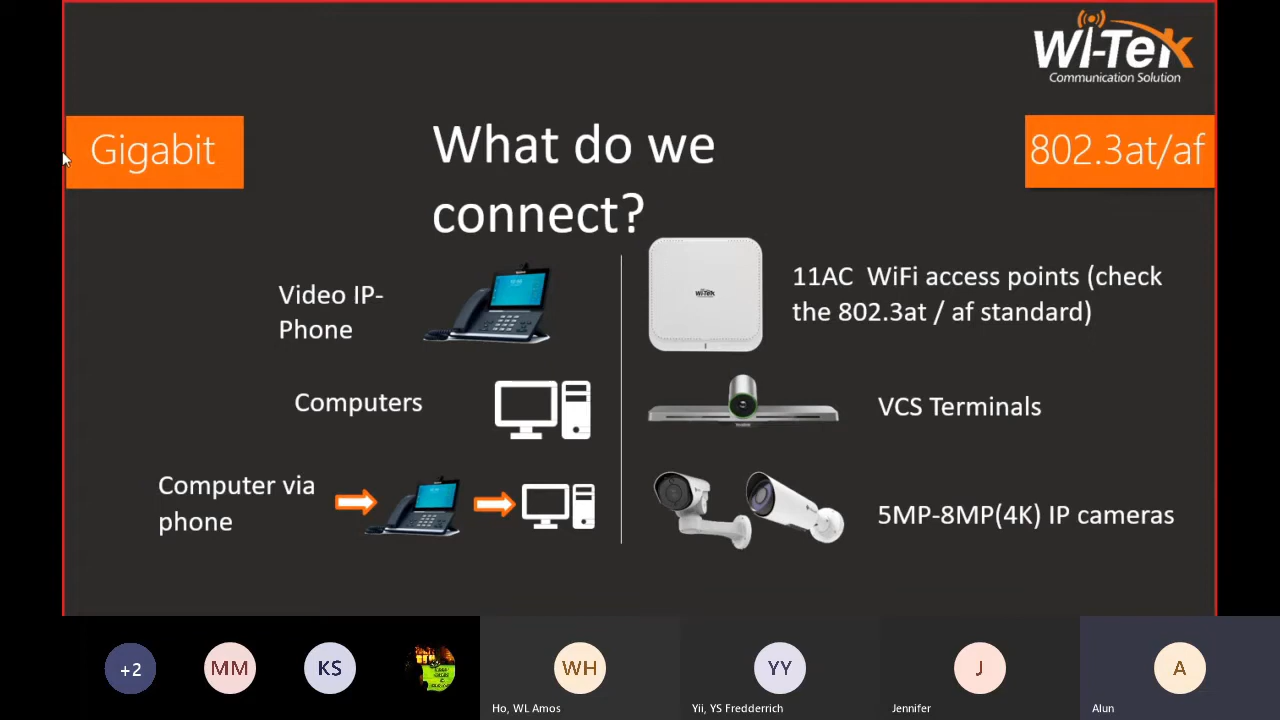 Wi-Tek
Communication Solution
Gigabit
What do we
connect?
802.3at/af
Video IP-
Phone
Wi-Tek
11AC  WiFi access points (check
the 802.3at / af standard)
Computers
VCS Terminals
Computer via
phone
5MP-8MP(4K) IP cameras
+2
MM
KS
WH
YY
J
A
Ho, WL Amos
Yii, YS Fredderrich
Jennifer
Alun